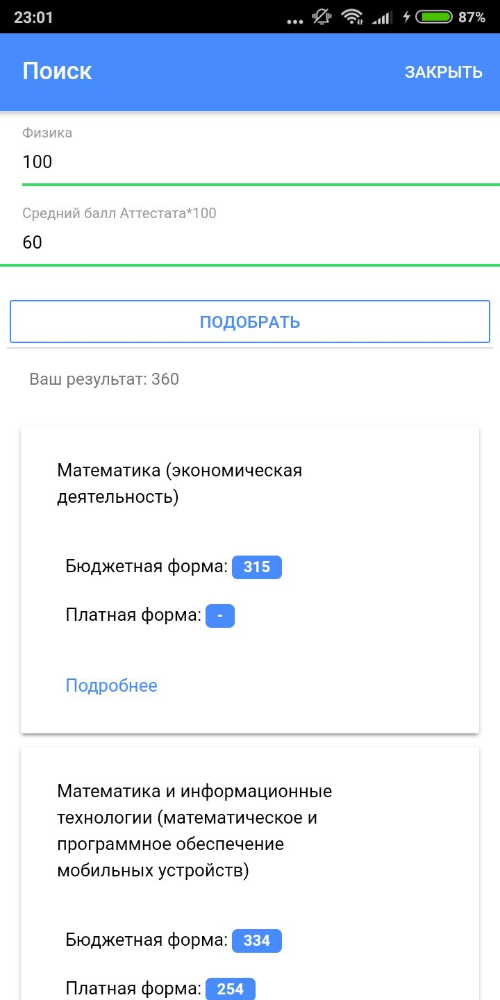 23:01
87%
Поиск
ЗАКРЫТЬ
Физика
100
Средний балл Аттестата*100
60
ПОДОБРАТЬ
Ваш результат: 360
Математика (экономическая
деятельность)
Бюджетная форма: 315
Платная форма: -
Подробнее
Математика и информационные
технологии (математическое и
программное обеспечение
мобильных устройств)
Бюджетная форма: 334
Платная форма: 254